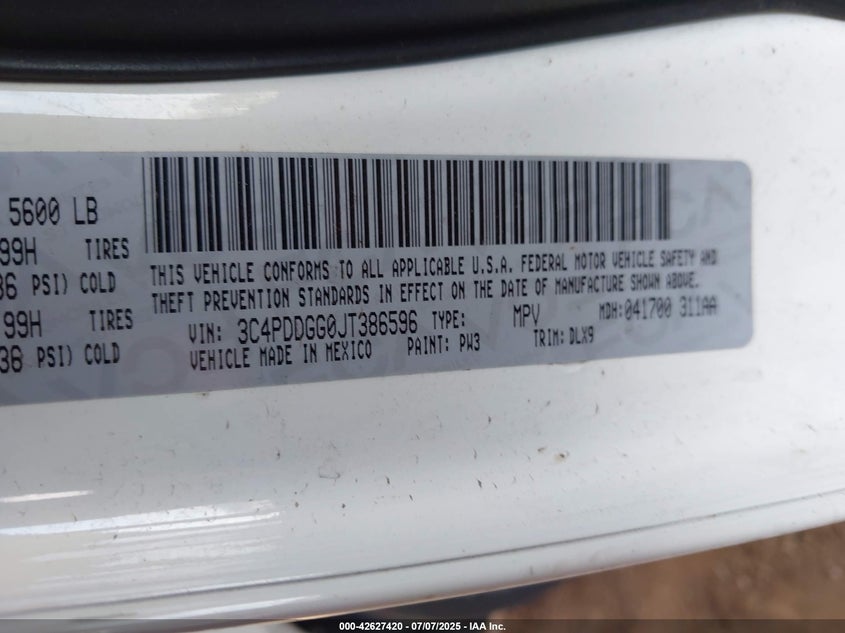 5600 LB
99H TIRES
36 PSI) COLD
99H TIRES
38 PSI) COLD
THIS VEHICLE CONFORMS TO ALL APPLICABLE U.S.A. FEDERAL MOTOR VEHICLE SAFETY AND
THEFT PREVENTION STANDARDS IN EFFECT ON THE DATE OF MANUFACTURE SHOWN ABOVE.
VIN: 3C4PDDGG0JT386596 TYPE: MPV MDH: 041700 311AA
VEHICLE MADE IN MEXICO PAINT: PW3 TRIM: DLX9
000-42627420 - 07/07/2025 - IAA Inc.